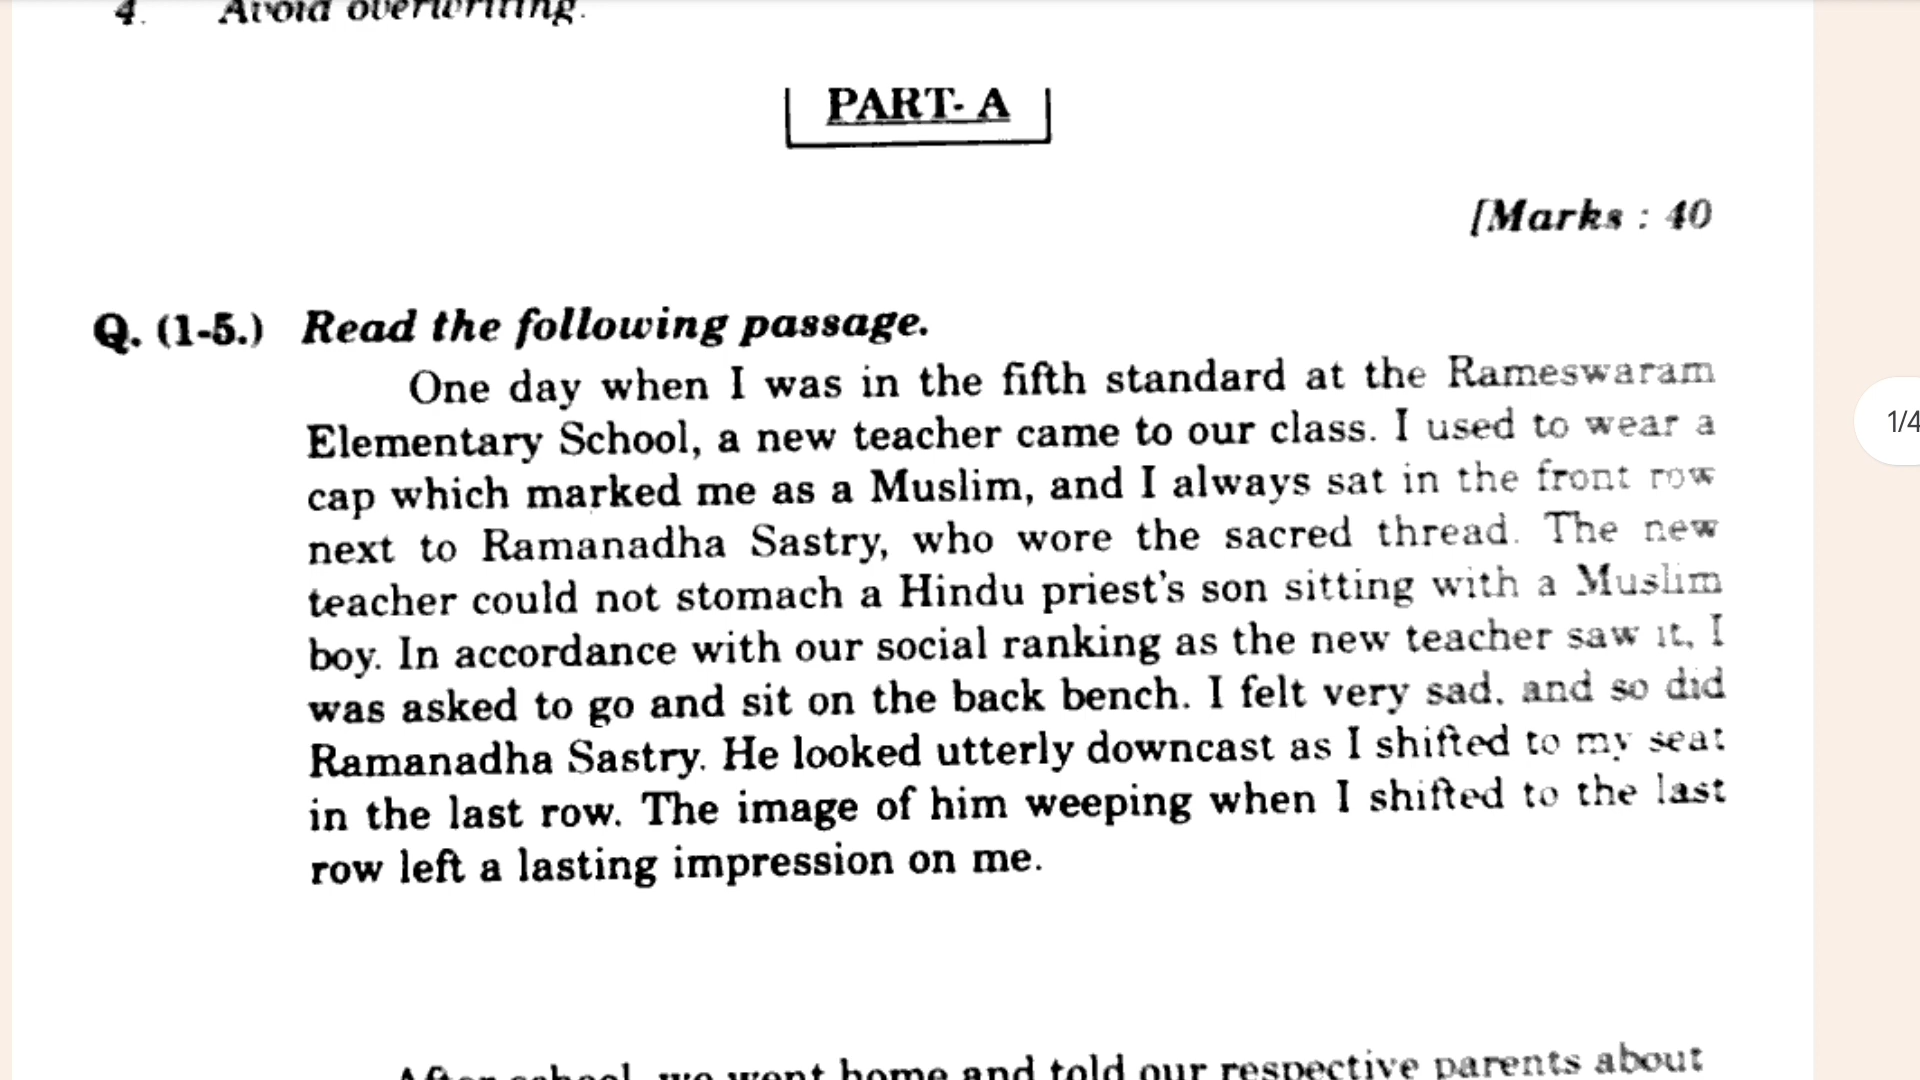 4. Avoid overwriting.
PART- A
[Marks : 40
Q. (1-5.) Read the following passage.
One day when I was in the fifth standard at the Rameswaram
Elementary School, a new teacher came to our class. I used to wear a
cap which marked me as a Muslim, and I always sat in the front row
next to Ramanadha Sastry, who wore the sacred thread. The new
teacher could not stomach a Hindu priest's son sitting with a Muslim
boy. In accordance with our social ranking as the new teacher saw it, I
was asked to go and sit on the back bench. I felt very sad, and so did
Ramanadha Sastry. He looked utterly downcast as I shifted to my seat
in the last row. The image of him weeping when I shifted to the last
row left a lasting impression on me.
After school, we went home and told our respective parents about
1/4